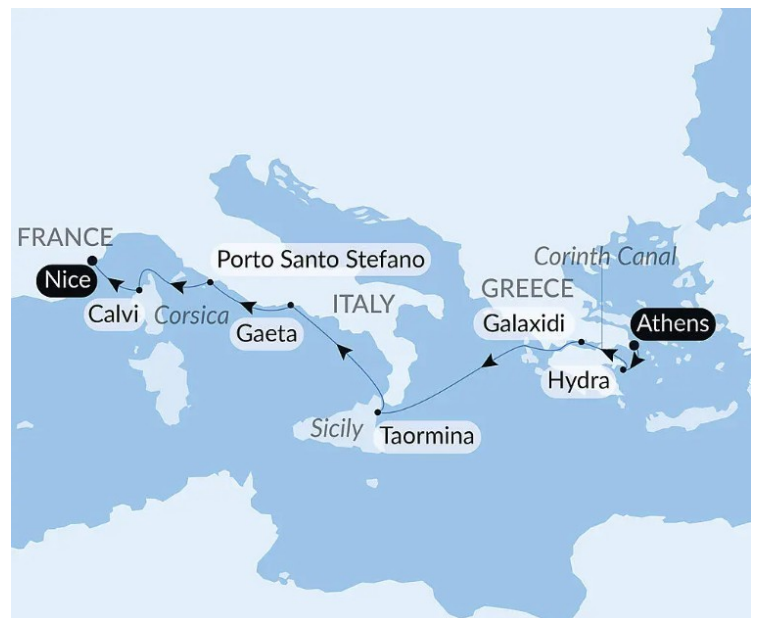 FRANCE
Nice
Calvi
Corsica
Porto Santo Stefano
Gaeta
ITALY
Sicily
Taormina
Corinth Canal
GREECE
Galaxidi
Athens
Hydra